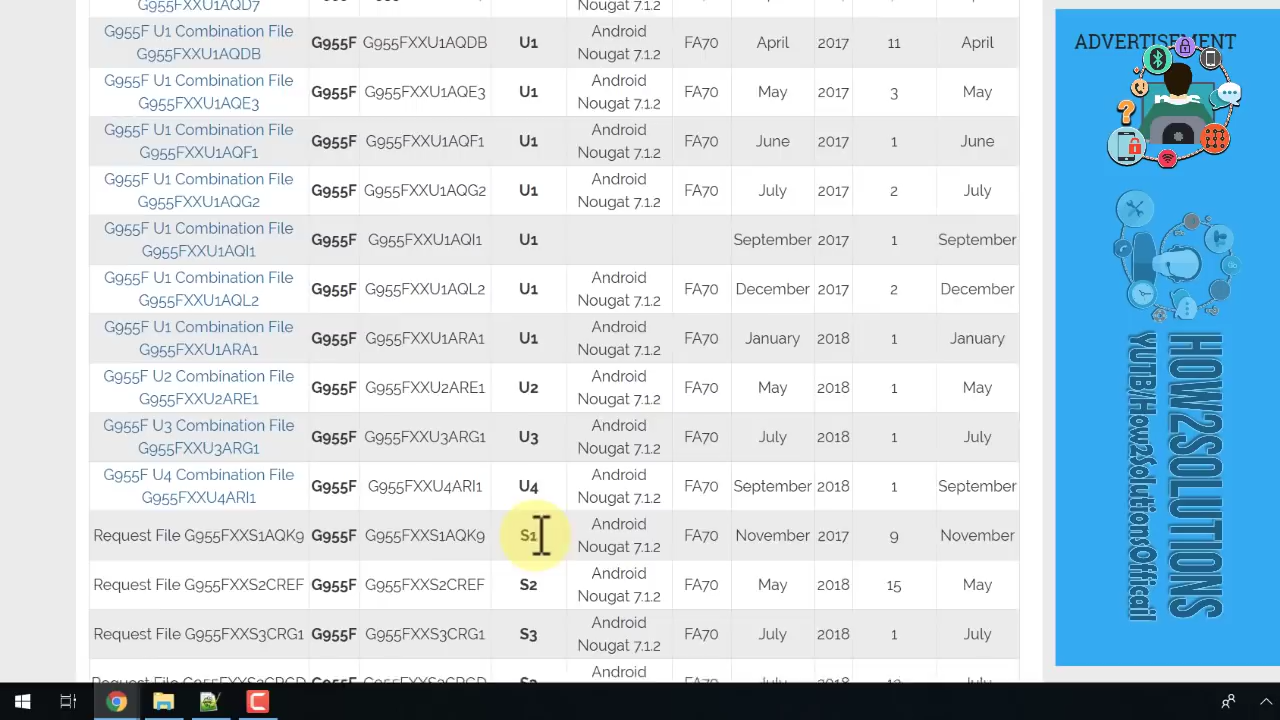 G955FXXU1AQD7
Nougat 7.1.2
G955F U1 Combination File
G955FXXU1AQDB
G955F
G955FXXU1AQDB
U1
Android
Nougat 7.1.2
FA70
April
2017
11
April
G955F U1 Combination File
G955FXXU1AQE3
G955F
G955FXXU1AQE3
U1
Android
Nougat 7.1.2
FA70
May
2017
3
May
G955F U1 Combination File
G955FXXU1AQF1
G955F
G955FXXU1AQF1
U1
Android
Nougat 7.1.2
FA70
June
2017
1
June
G955F U1 Combination File
G955FXXU1AQG2
G955F
G955FXXU1AQG2
U1
Android
Nougat 7.1.2
FA70
July
2017
2
July
G955F U1 Combination File
G955FXXU1AQI1
G955F
G955FXXU1AQI1
U1
September
2017
1
September
G955F U1 Combination File
G955FXXU1AQL2
G955F
G955FXXU1AQL2
U1
Android
Nougat 7.1.2
FA70
December
2017
2
December
G955F U1 Combination File
G955FXXU1ARA1
G955F
G955FXXU1ARA1
U1
Android
Nougat 7.1.2
FA70
January
2018
1
January
G955F U2 Combination File
G955FXXU2ARE1
G955F
G955FXXU2ARE1
U2
Android
Nougat 7.1.2
FA70
May
2018
1
May
G955F U3 Combination File
G955FXXU3ARG1
G955F
G955FXXU3ARG1
U3
Android
Nougat 7.1.2
FA70
July
2018
1
July
G955F U4 Combination File
G955FXXU4ARI1
G955F
G955FXXU4ARI1
U4
Android
Nougat 7.1.2
FA70
September
2018
1
September
Request File G955FXXS1AQK9
G955F
G955FXXS1AQK9
S1
Android
Nougat 7.1.2
FA70
November
2017
9
November
Request File G955FXXS2CREF
G955F
G955FXXS2CREF
S2
Android
Nougat 7.1.2
FA70
May
2018
15
May
Request File G955FXXS3CRG1
G955F
G955FXXS3CRG1
S3
Android
Nougat 7.1.2
FA70
July
2018
1
July
Android
ADVERTISEMENT
HOW2SOLUTIONS
YUTB/How2SolutionsOfficail